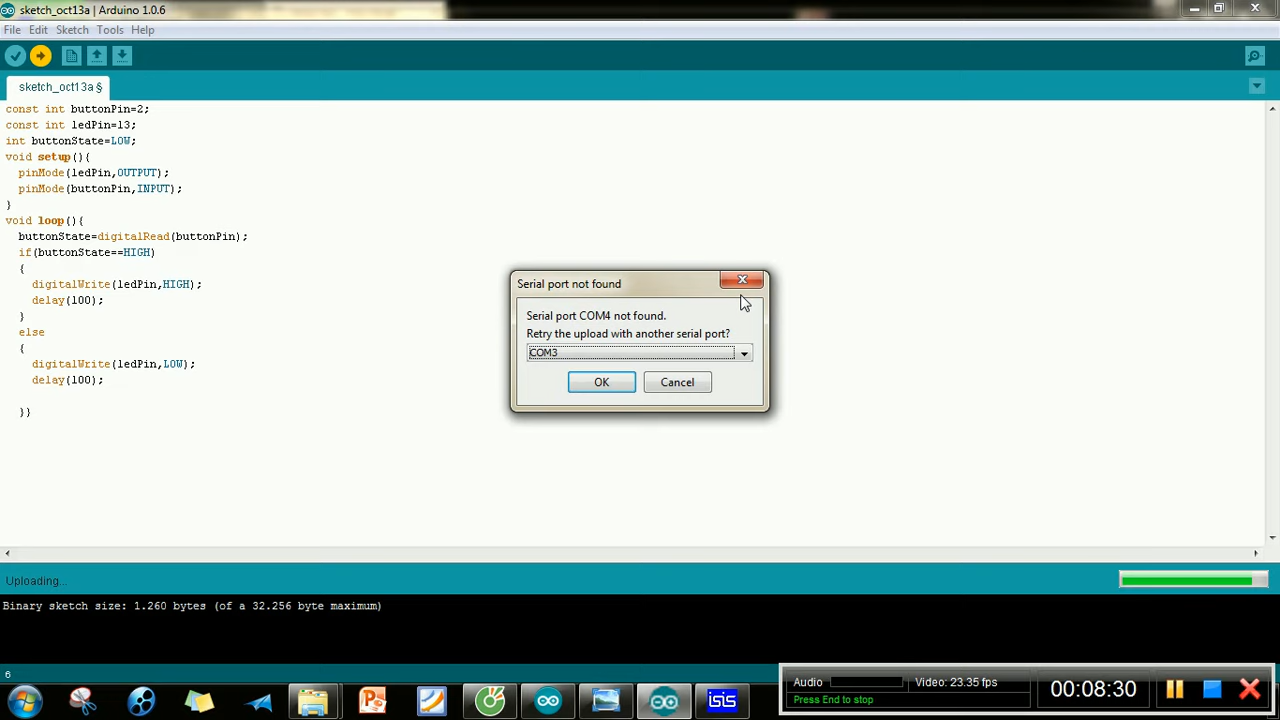 sketch_oct13a | Arduino 1.0.6
File Edit Sketch Tools Help
sketch_oct13a §
const int buttonPin=2;
const int ledPin=13;
int buttonState=LOW;
void setup(){
pinMode(ledPin,OUTPUT);
pinMode(buttonPin,INPUT);
}
void loop(){
buttonState=digitalRead(buttonPin);
if(buttonState==HIGH)
{
digitalWrite(ledPin,HIGH);
delay(100);
}
else
{
digitalWrite(ledPin,LOW);
delay(100);
}}
Serial port not found
Serial port COM4 not found.
Retry the upload with another serial port?
COM3
OK Cancel
Uploading...
Binary sketch size: 1.260 bytes (of a 32.256 byte maximum)
6
Audio Video: 23.35 fps
Press End to stop
00:08:30
isis